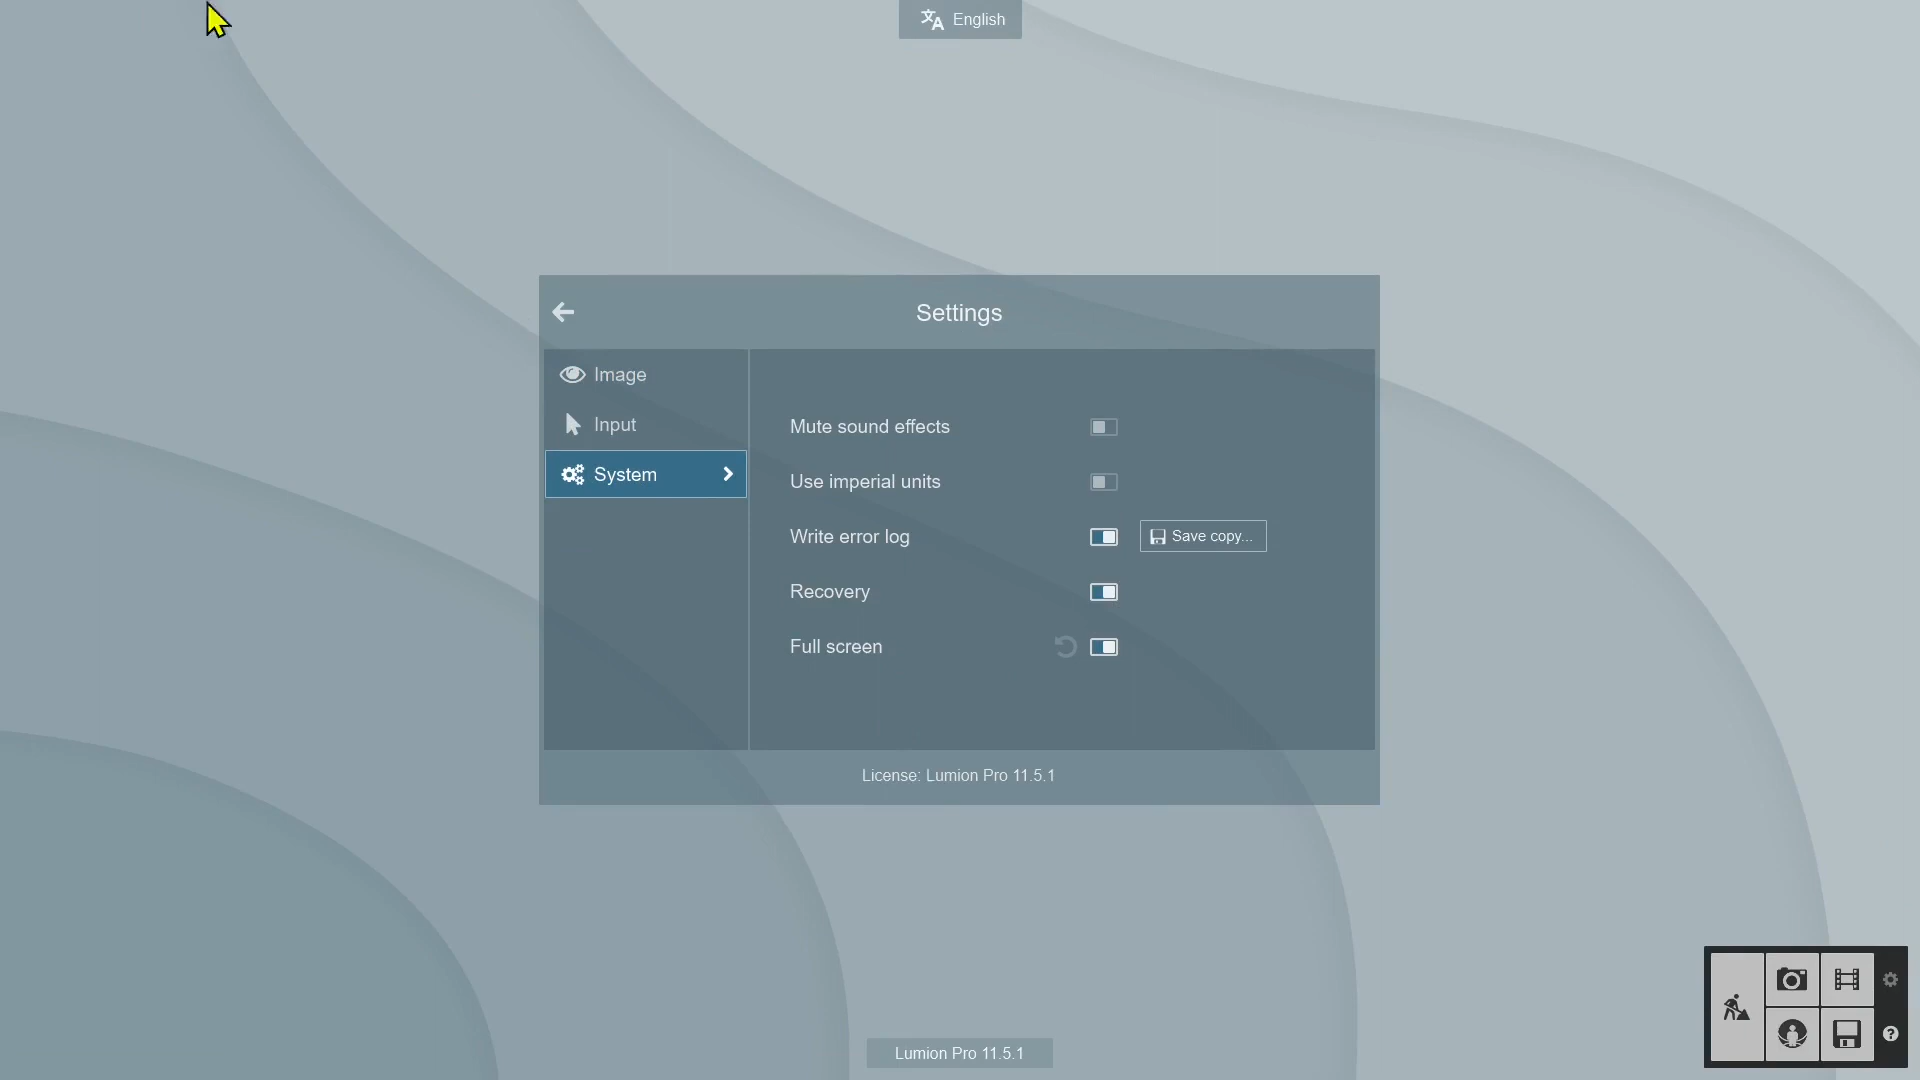 English
Settings
Image
Input
System
Mute sound effects
Use imperial units
Write error log
Save copy...
Recovery
Full screen
License: Lumion Pro 11.5.1
Lumion Pro 11.5.1